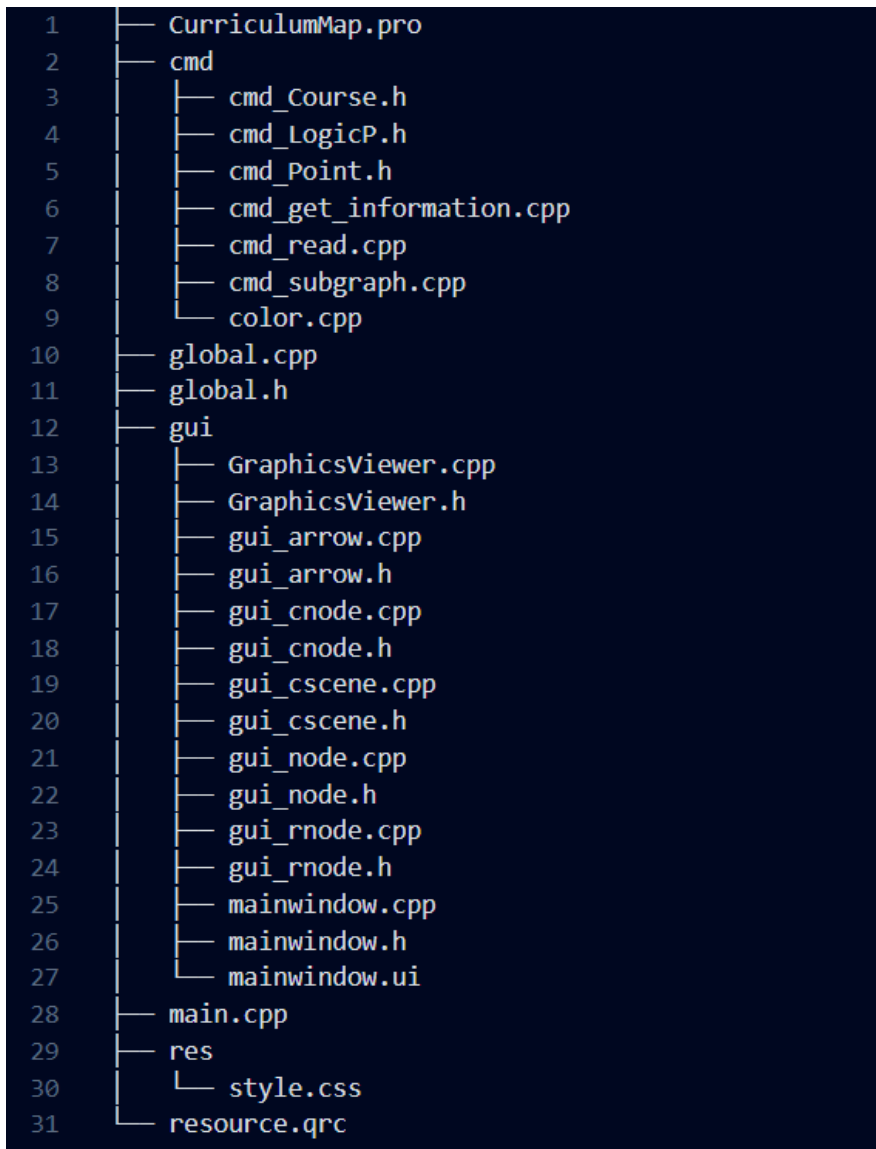 1 ├── CurriculumMap.pro
2 ├── cmd
3 │   ├── cmd_Course.h
4 │   ├── cmd_LogicP.h
5 │   ├── cmd_Point.h
6 │   ├── cmd_get_information.cpp
7 │   ├── cmd_read.cpp
8 │   ├── cmd_subgraph.cpp
9 │   └── color.cpp
10 ├── global.cpp
11 ├── global.h
12 ├── gui
13 │   ├── GraphicsViewer.cpp
14 │   ├── GraphicsViewer.h
15 │   ├── gui_arrow.cpp
16 │   ├── gui_arrow.h
17 │   ├── gui_cnode.cpp
18 │   ├── gui_cnode.h
19 │   ├── gui_cscene.cpp
20 │   ├── gui_cscene.h
21 │   ├── gui_node.cpp
22 │   ├── gui_node.h
23 │   ├── gui_rnode.cpp
24 │   ├── gui_rnode.h
25 │   ├── mainwindow.cpp
26 │   ├── mainwindow.h
27 │   └── mainwindow.ui
28 ├── main.cpp
29 ├── res
30 │   └── style.css
31 └── resource.qrc